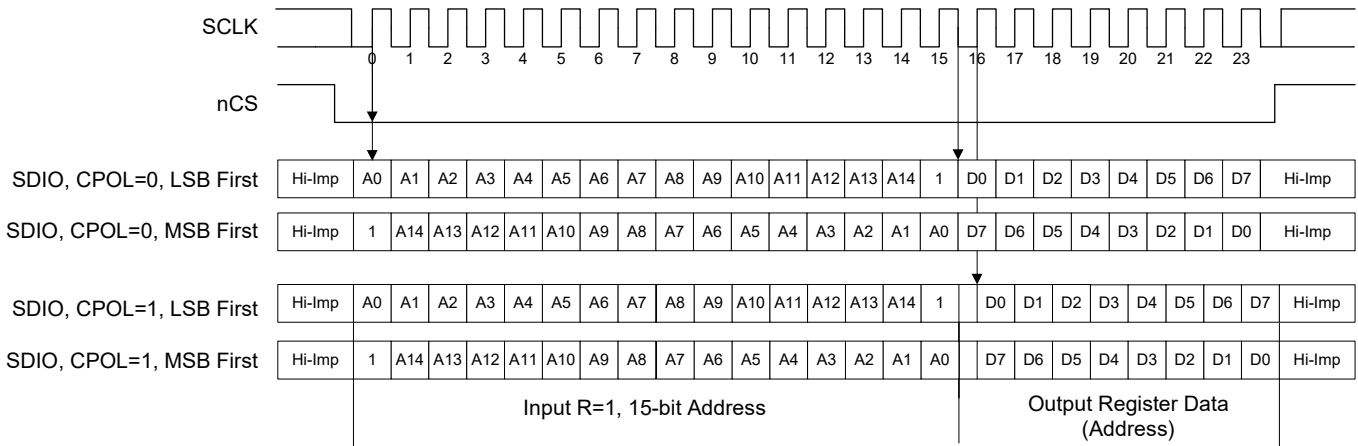 SCLK
0 1 2 3 4 5 6 7 8 9 10 11 12 13 14 15 16 17 18 19 20 21 22 23
nCS
SDIO, CPOL=0, LSB First Hi-Imp A0 A1 A2 A3 A4 A5 A6 A7 A8 A9 A10 A11 A12 A13 A14 1 D0 D1 D2 D3 D4 D5 D6 D7 Hi-Imp
SDIO, CPOL=0, MSB First Hi-Imp 1 A14 A13 A12 A11 A10 A9 A8 A7 A6 A5 A4 A3 A2 A1 A0 D7 D6 D5 D4 D3 D2 D1 D0 Hi-Imp
SDIO, CPOL=1, LSB First Hi-Imp A0 A1 A2 A3 A4 A5 A6 A7 A8 A9 A10 A11 A12 A13 A14 1 D0 D1 D2 D3 D4 D5 D6 D7 Hi-Imp
SDIO, CPOL=1, MSB First Hi-Imp 1 A14 A13 A12 A11 A10 A9 A8 A7 A6 A5 A4 A3 A2 A1 A0 D7 D6 D5 D4 D3 D2 D1 D0 Hi-Imp
Input R=1, 15-bit Address
Output Register Data
(Address)